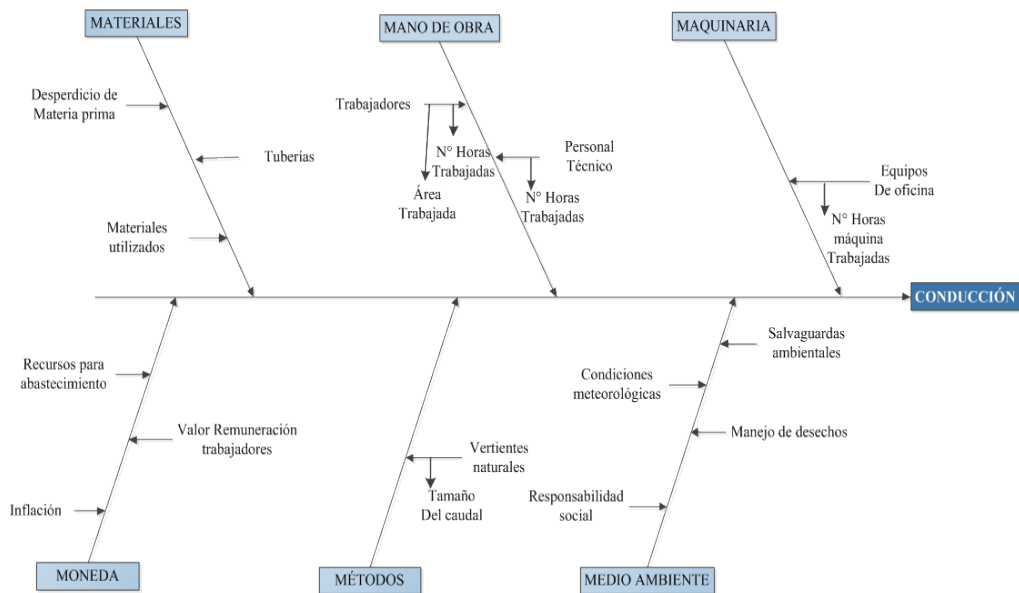 MATERIALES
MANO DE OBRA
MAQUINARIA
Desperdicio de
Materia prima
Tuberías
Materiales
utilizados
Trabajadores
N° Horas
Trabajadas
Área
Trabajada
Personal
Técnico
N° Horas
Trabajadas
Equipos
De oficina
N° Horas
máquina
Trabajadas
CONDUCCIÓN
Recursos para
abastecimiento
Valor Remuneración
trabajadores
Inflación
Vertientes
naturales
Tamaño
Del caudal
Salvaguardas
ambientales
Condiciones
meteorológicas
Manejo de desechos
Responsabilidad
social
MONEDA
MÉTODOS
MEDIO AMBIENTE